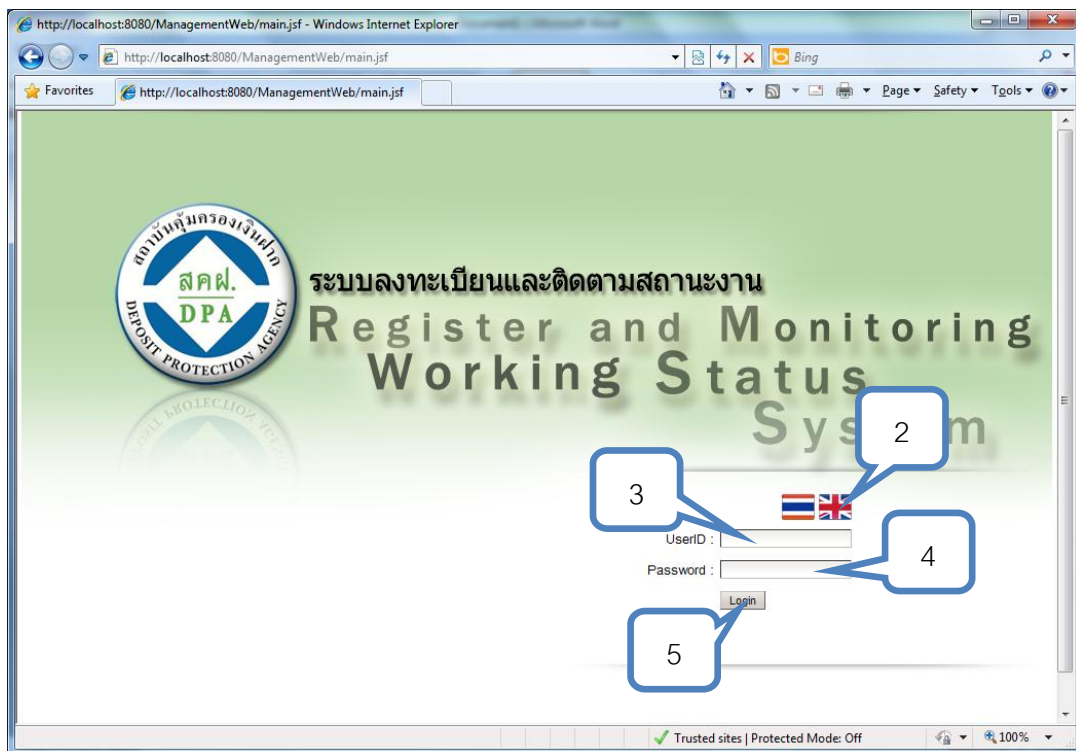 http://localhost:8080/ManagementWeb/main.jsf - Windows Internet Explorer
http://localhost:8080/ManagementWeb/main.jsf
Bing
Favorites
http://localhost:8080/ManagementWeb/main.jsf
Page
Safety
Tools
สถาบันคุ้มครองเงินฝาก
สคฝ.
DPA
DEPOSIT PROTECTION AGENCY
ระบบลงทะเบียนและติดตามสถานะงาน
Register and Monitoring
Working Status
2
3
UserID :
4
Password :
Login
5
Trusted sites | Protected Mode: Off
100%